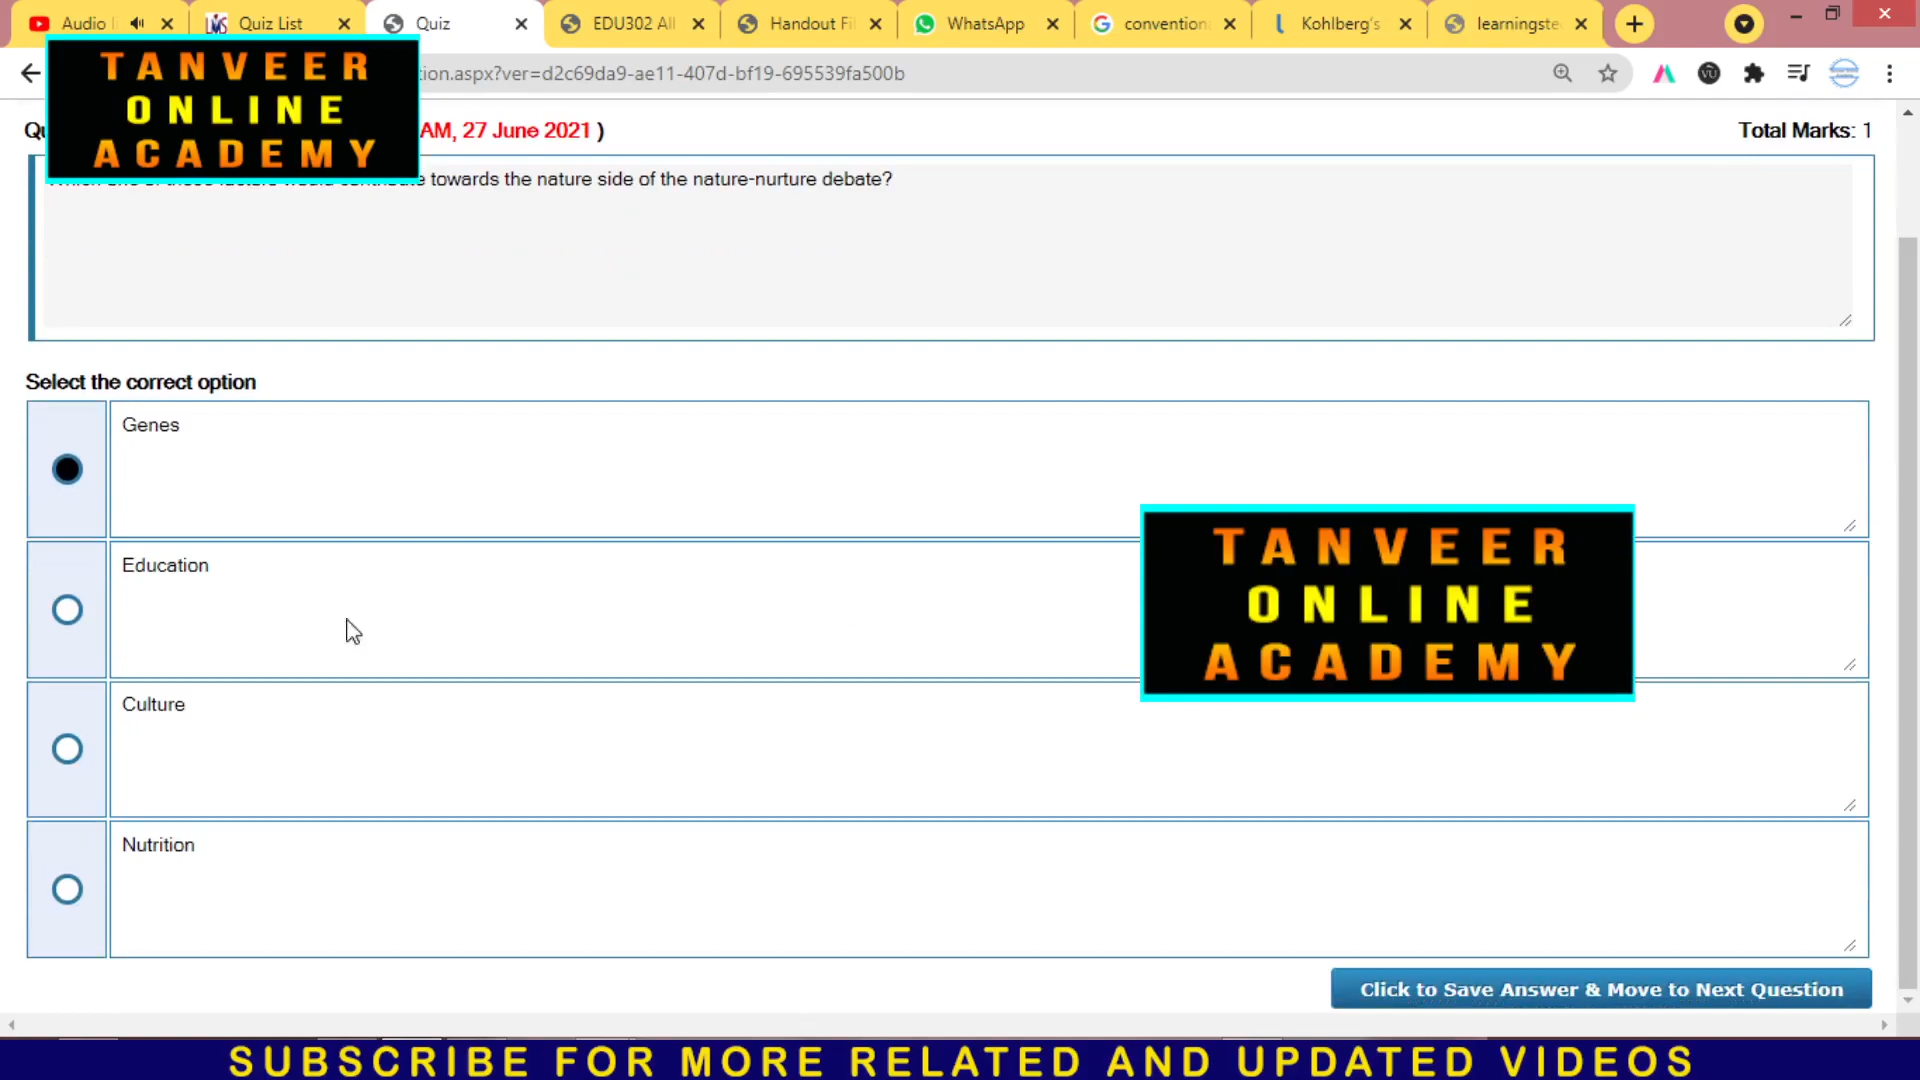 Audio
Quiz List
Quiz
EDU302 All
Handout Fi
WhatsApp
convention
Kohlberg's
learningste
tion.aspx?ver=d2c69da9-ae11-407d-bf19-695539fa500b
TANVEER
ONLINE
ACADEMY
Qu
AM, 27 June 2021 )
Total Marks: 1
towards the nature side of the nature-nurture debate?
Select the correct option
Genes
Education
Culture
Nutrition
TANVEER
ONLINE
ACADEMY
Click to Save Answer & Move to Next Question
SUBSCRIBE FOR MORE RELATED AND UPDATED VIDEOS